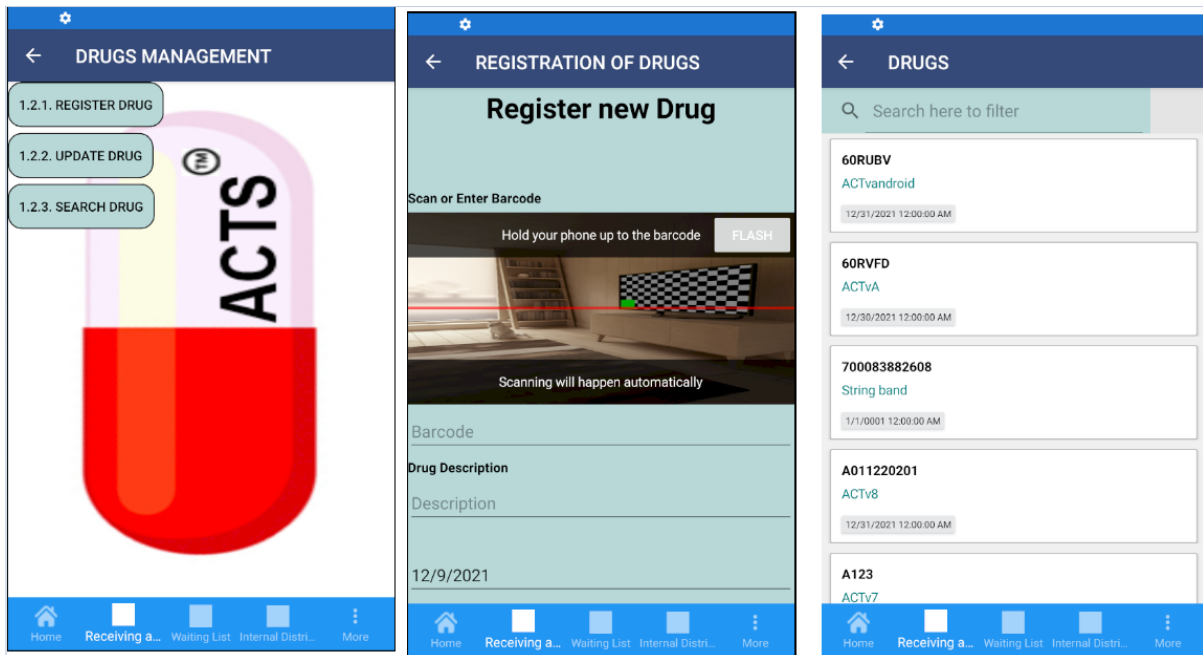 DRUGS MANAGEMENT
1.2.1. REGISTER DRUG
1.2.2. UPDATE DRUG
1.2.3. SEARCH DRUG
ACTS™
Home
Receiving a...
Waiting List
Internal Distri...
More
REGISTRATION OF DRUGS
Register new Drug
Scan or Enter Barcode
Hold your phone up to the barcode
FLASH
Scanning will happen automatically
Barcode
Drug Description
Description
12/9/2021
Home
Receiving a...
Waiting List
Internal Distri...
More
DRUGS
Search here to filter
60RUBV
ACTvandroid
12/31/2021 12:00:00 AM
60RVFD
ACTvA
12/30/2021 12:00:00 AM
700083882608
String band
1/1/0001 12:00:00 AM
A011220201
ACTv8
12/31/2021 12:00:00 AM
A123
ACTv7
Home
Receiving a...
Waiting List
Internal Distri...
More